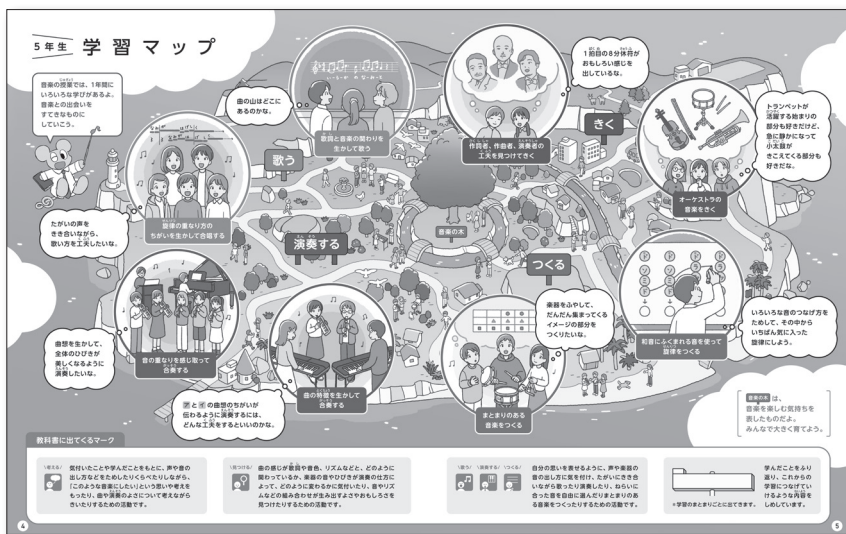 5年生 学習マップ
音楽の授業では、1年間に
いろいろな学びがあるよ。
音楽との出会いを
すてきなものに
していこう。
たがいの声を
きき合いながら、
歌い方を工夫したいな。
旋律の重なり方の
ちがいを生かして合唱する
歌う
曲の山はどこに
あるのかな。
歌詞と音楽の関わりを
生かして歌う
1拍目の8分休符が
おもしろい感じを
出しているな。
作詞者、作曲者、演奏者の
工夫を見つけてきく
きく
トランペットが
活躍する始まりの
部分も好きだけど、
急に静かになって
小太鼓が
きこえてくる部分も
好きだな。
オーケストラの
音楽をきく
音楽の木
演奏する
曲想を生かして、
全体のひびきが
美しくなるように
演奏したいな。
音の重なりを感じ取って
合奏する
曲の特徴を生かして
合奏する
アとイの曲想のちがいが
伝わるように演奏するには、
どんな工夫をするといいのかな。
つくる
楽器をふやして、
だんだん集まってくる
イメージの部分を
つくりたいな。
まとまりのある
音楽をつくる
和音にふくまれる音を使って
旋律をつくる
いろいろな音のつなげ方を
ためして、その中から
いちばん気に入った
旋律にしよう。
音楽の木 は、
音楽を楽しむ気持ちを
表したものだよ。
みんなで大きく育てよう。
教科書に出てくるマーク
考える
気付いたことや学んだことをもとに、声や音の
出し方などをためしたりくらべたりしながら、
「このような音楽にしたい」という思いや考えを
もったり、曲や演奏のよさについて考えながら
きいたりするための活動です。
見つける
曲の感じが歌詞や音色、リズムなどと、どのように
関わっているか、楽器の音やひびきが演奏の仕方に
よって、どのように変わるかに気付いたり、音やリズ
ムなどの組み合わせが生み出すよさやおもしろさを
見つけたりするための活動です。
歌う 演奏する つくる
自分の思いを表せるように、声や楽器
の音の出し方に気を付け、たがいにきき合
いながら歌ったり演奏したり、ねらいに
合った音を自由に選んだりまとまりのあ
る音楽をつくったりするための活動です。
※学習のまとまりごとに出てきます。
学んだことをふり
返り、これからの
学習につなげてい
けるような内容を
しめしています。
4
5